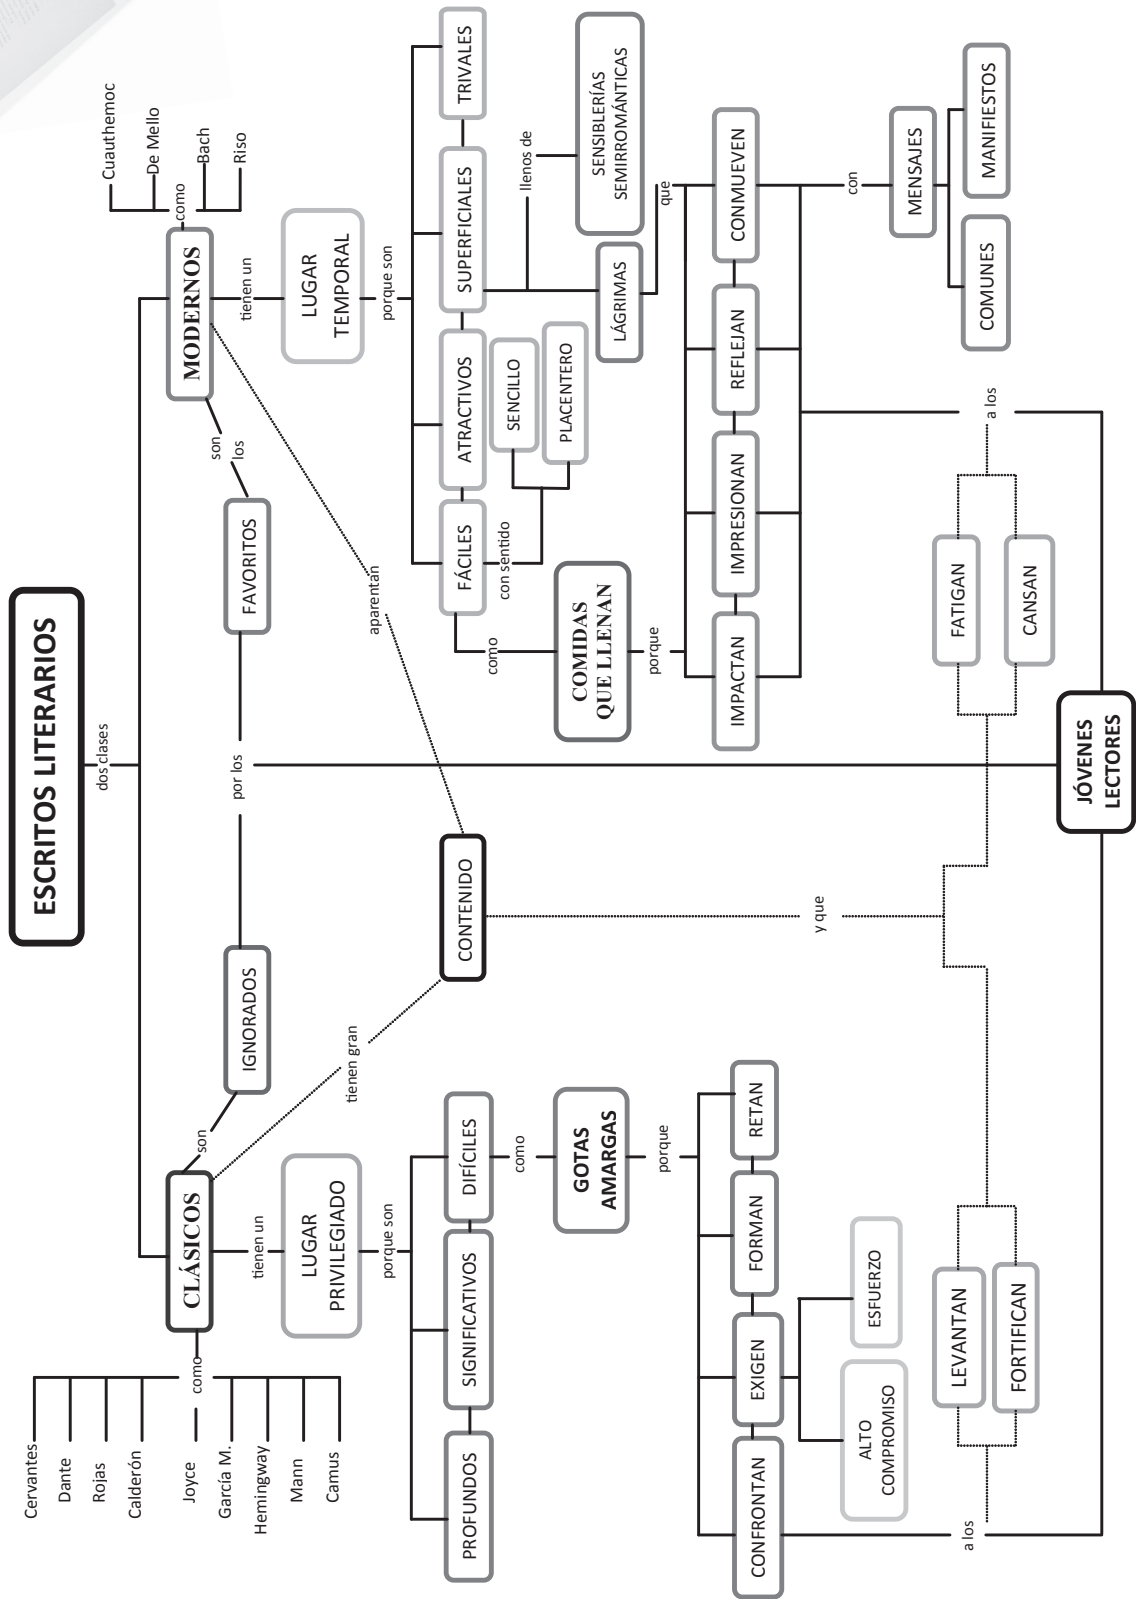 ESCRITOS LITERARIOS
dos clases
CLÁSICOS
como
Cervantes
Dante
Rojas
Calderón
Joyce
García M.
Hemingway
Mann
Camus
son
IGNORADOS
por los
FAVORITOS
son
los
MODERNOS
como
Cuauthemoc
De Mello
Bach
Riso
tienen un
LUGAR
PRIVILEGIADO
porque son
PROFUNDOS
SIGNIFICATIVOS
DIFÍCILES
como
GOTAS
AMARGAS
porque
CONFRONTAN
EXIGEN
FORMAN
RETAN
ALTO
COMPROMISO
ESFUERZO
tienen gran
CONTENIDO
aparentan
y que
LEVANTAN
FORTIFICAN
a los
tienen un
LUGAR
TEMPORAL
porque son
FÁCILES
ATRACTIVOS
SUPERFICIALES
TRIVALES
con sentido
SENCILLO
PLACENTERO
llenos de
LÁGRIMAS
SENSIBLERÍAS
SEMIRROMÁNTICAS
como
COMIDAS
QUE LLENAN
porque
que
IMPACTAN
IMPRESIONAN
REFLEJAN
CONMUEVEN
con
MENSAJES
COMUNES
MANIFIESTOS
FATIGAN
CANSAN
a los
JÓVENES
LECTORES